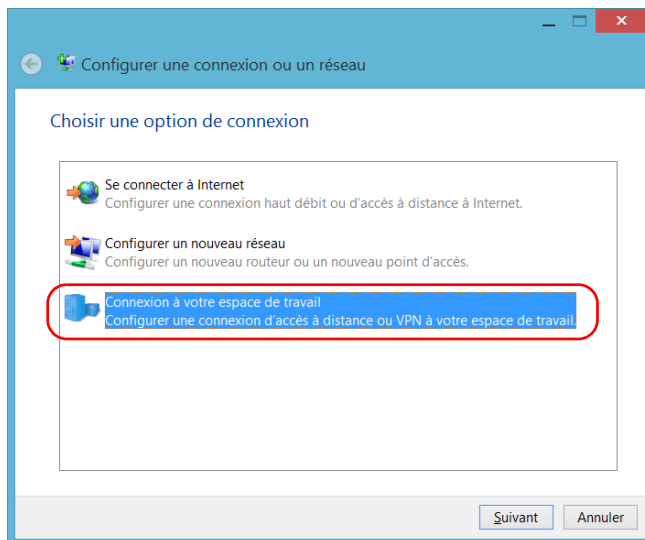 Configurer une connexion ou un réseau
Choisir une option de connexion
Se connecter à Internet
Configurer une connexion haut débit ou d'accès à distance à Internet.
Configurer un nouveau réseau
Configurer un nouveau routeur ou un nouveau point d'accès.
Connexion à votre espace de travail
Configurer une connexion d'accès à distance ou VPN à votre espace de travail.
Suivant
Annuler